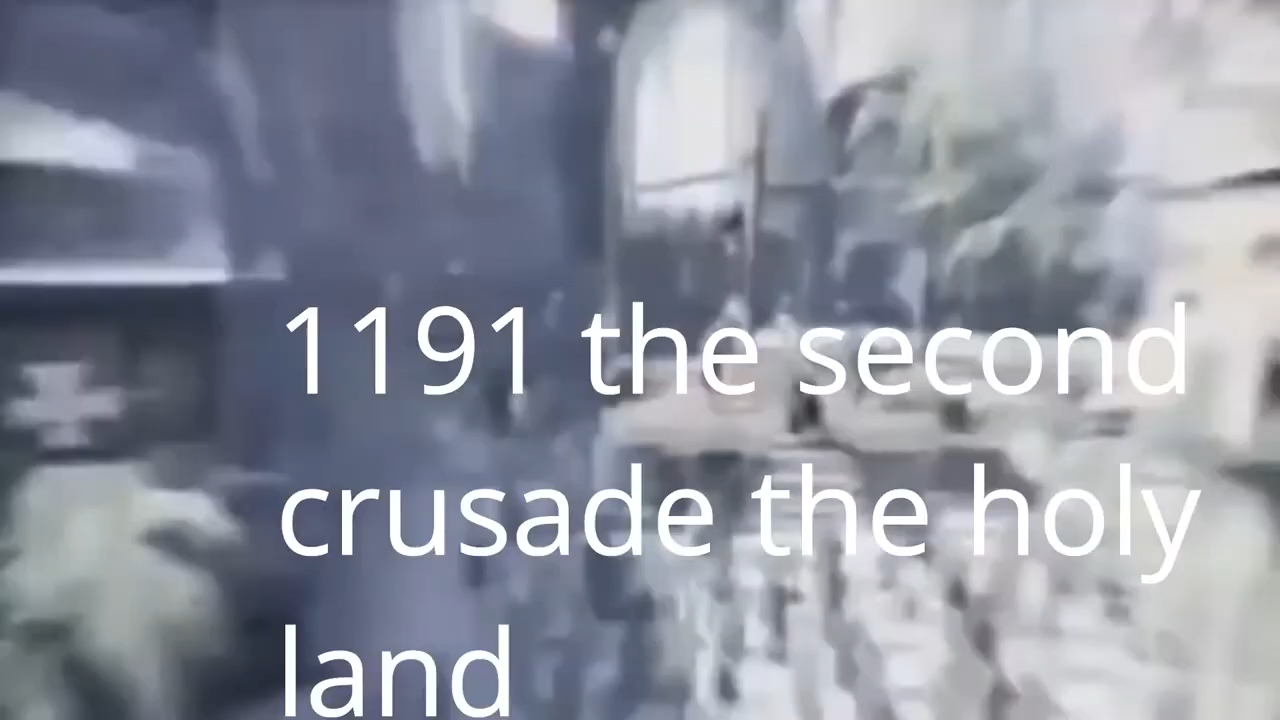 1191 the second
crusade the holy
land